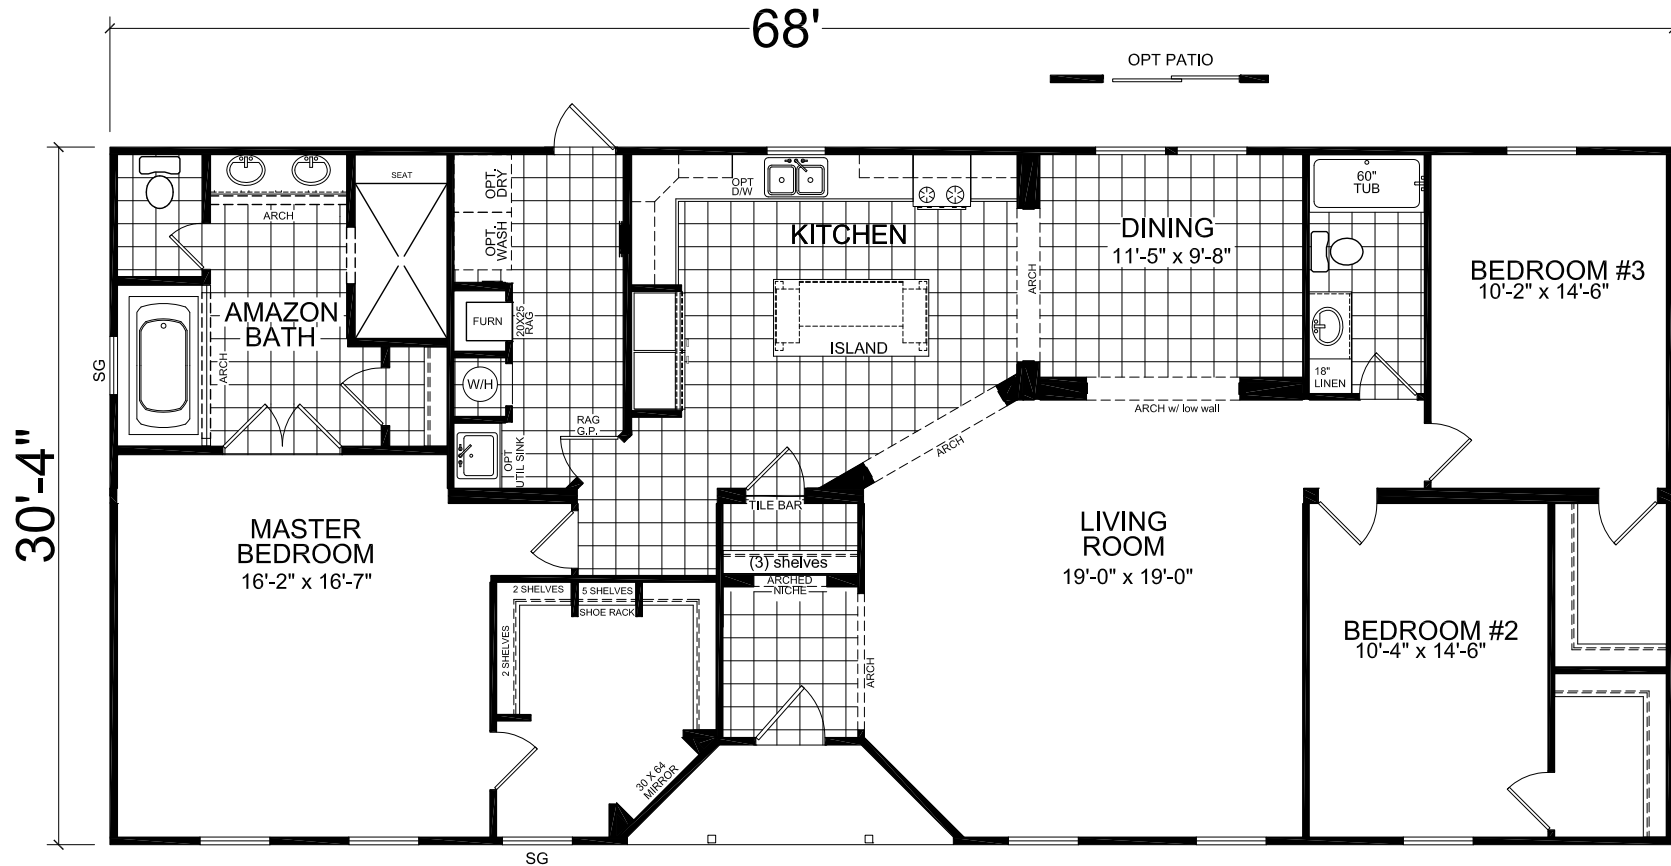 68'
OPT PATIO
30'-4"
SEAT
ARCH
AMAZON
BATH
ARCH
SG
OPT.
DRY
OPT.
WASH
FURN
20X25
RAG
W/H
RAG
G.P.
OPT
UTIL SINK
OPT
D/W
KITCHEN
ISLAND
ARCH
DINING
11'-5" x 9'-8"
ARCH w/ low wall
ARCH
60"
TUB
18"
LINEN
BEDROOM #3
10'-2" x 14'-6"
MASTER
BEDROOM
16'-2" x 16'-7"
TILE BAR
(3) shelves
ARCHED
NICHE
2 SHELVES
5 SHELVES
SHOE RACK
2 SHELVES
30 X 64
MIRROR
ARCH
LIVING
ROOM
19'-0" x 19'-0"
BEDROOM #2
10'-4" x 14'-6"
SG